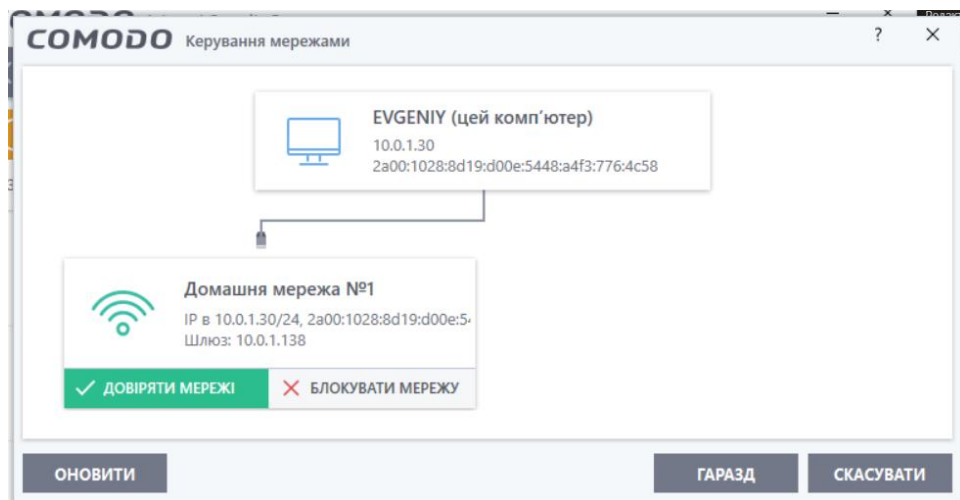 COMODO Керування мережами
?
EVGENIY (цей комп’ютер)
10.0.1.30
2a00:1028:8d19:d00e:5448:a4f3:776:4c58
Домашня мережа №1
IP в 10.0.1.30/24, 2a00:1028:8d19:d00e:54
Шлюз: 10.0.1.138
ДОВІРЯТИ МЕРЕЖІ
БЛОКУВАТИ МЕРЕЖУ
ОНОВИТИ
ГАРАЗД
СКАСУВАТИ